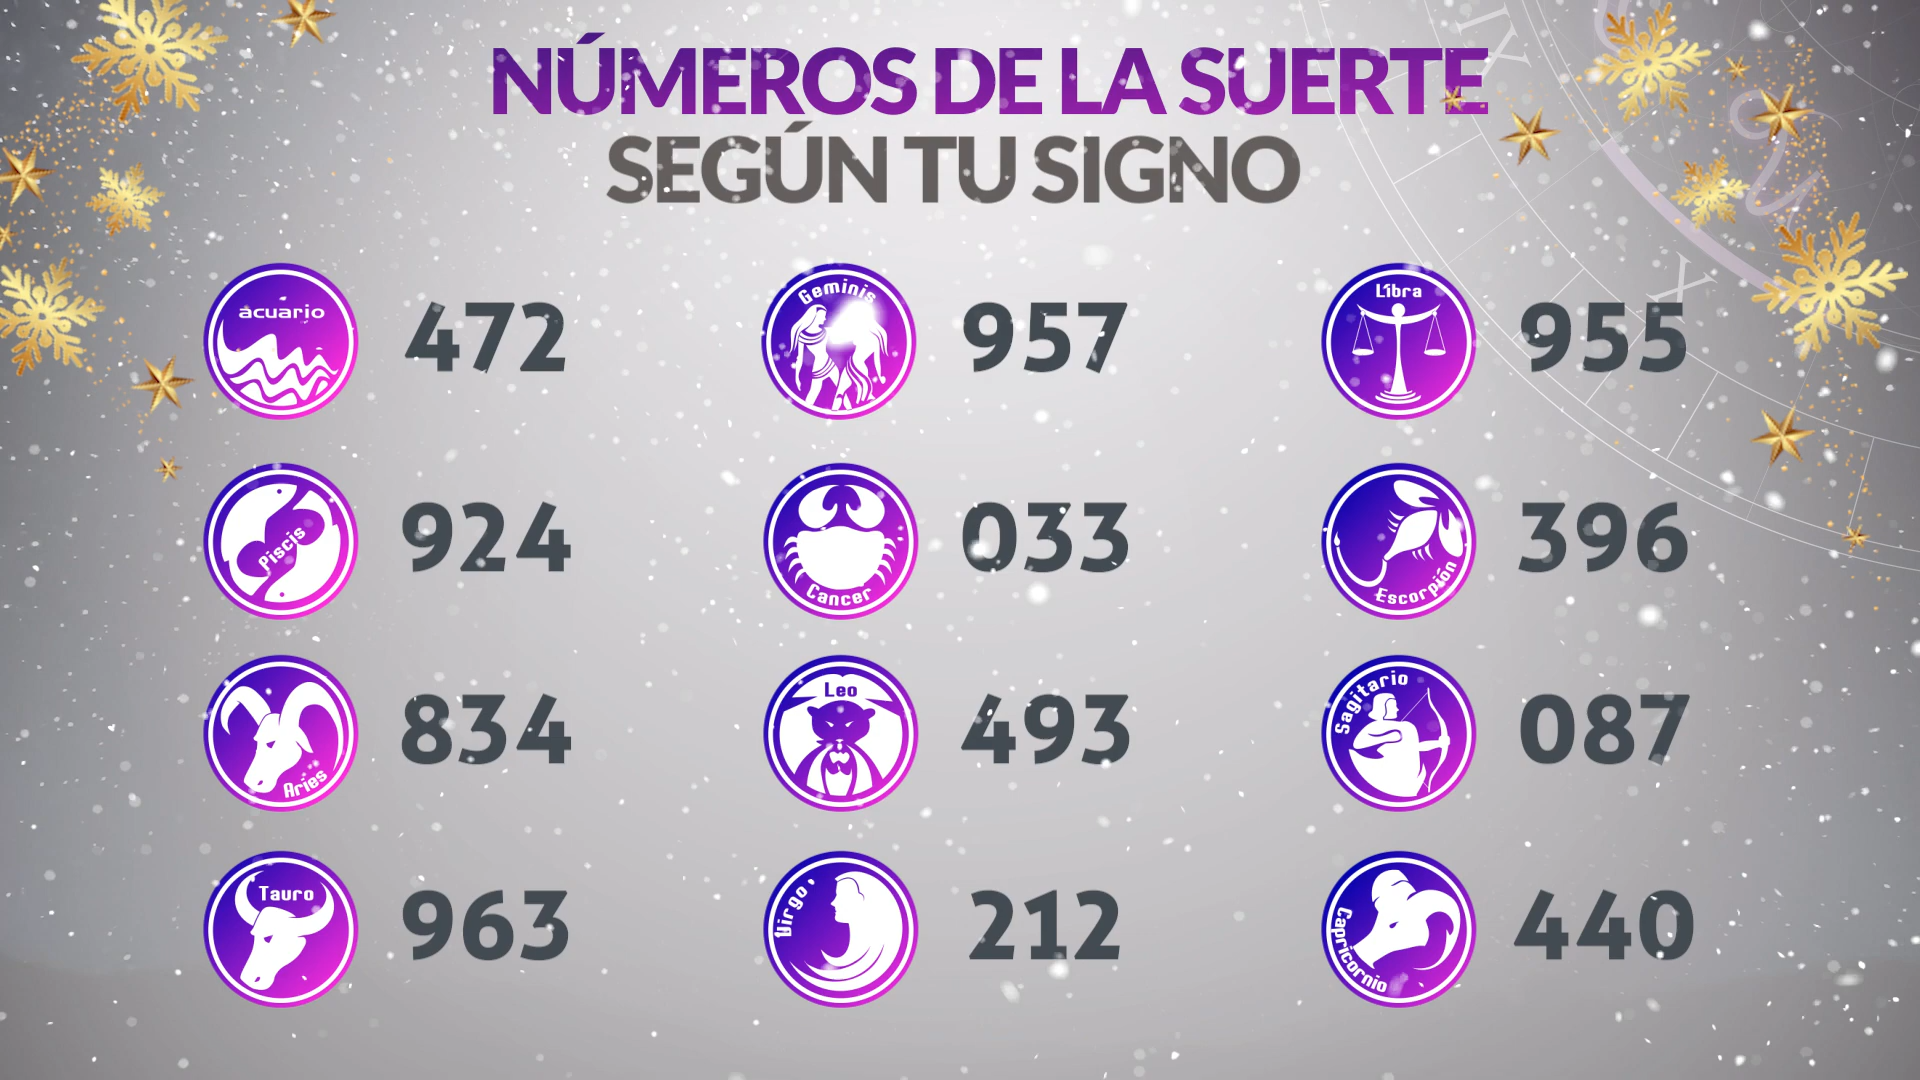 NÚMEROS DE LA SUERTE
SEGÚN TU SIGNO
acuario 472
Geminis 957
Libra 955
Piscis 924
Cancer 033
Escorpión 396
Aries 834
Leo 493
Sagitario 087
Tauro 963
Virgo 212
Capricornio 440
IX
X